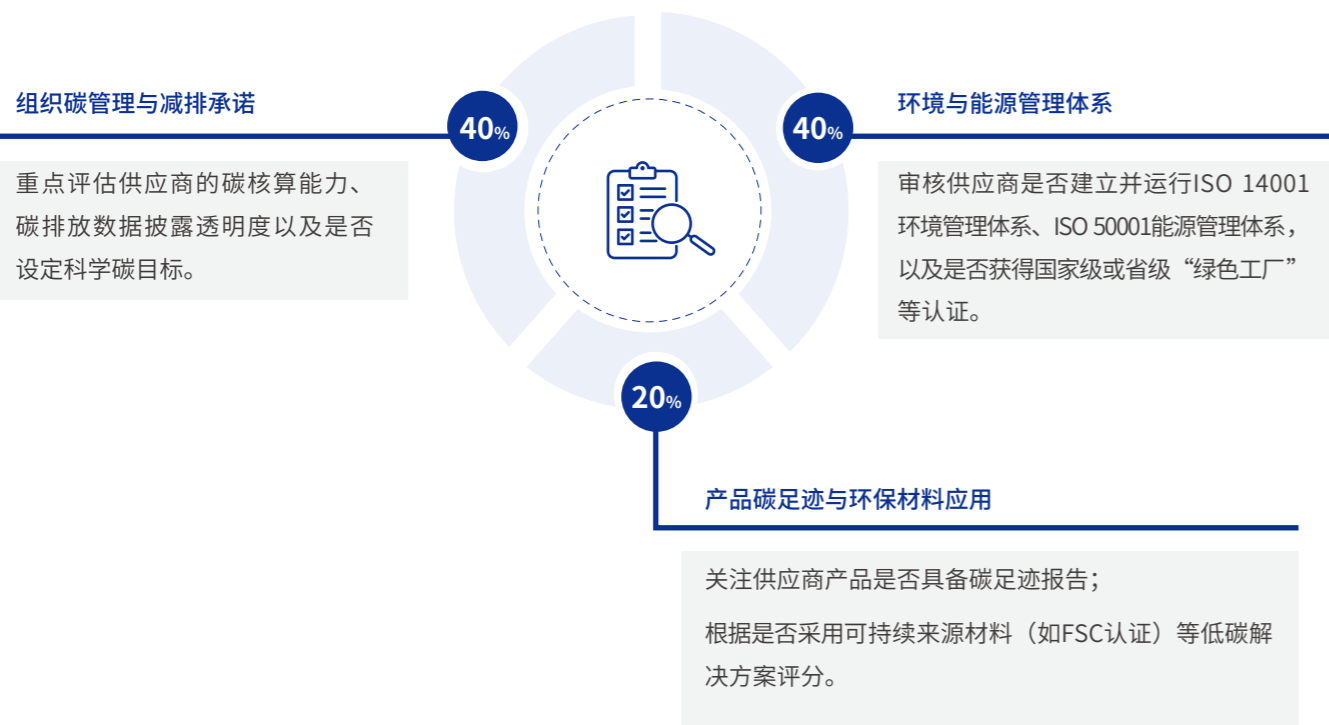 组织碳管理与减排承诺
40%
重点评估供应商的碳核算能力、
碳排放数据披露透明度以及是否
设定科学碳目标。
环境与能源管理体系
40%
审核供应商是否建立并运行ISO 14001
环境管理体系、ISO 50001能源管理体系，
以及是否获得国家级或省级“绿色工厂”
等认证。
20%
产品碳足迹与环保材料应用
关注供应商产品是否具备碳足迹报告；
根据是否采用可持续来源材料（如FSC认证）等低碳解
决方案评分。